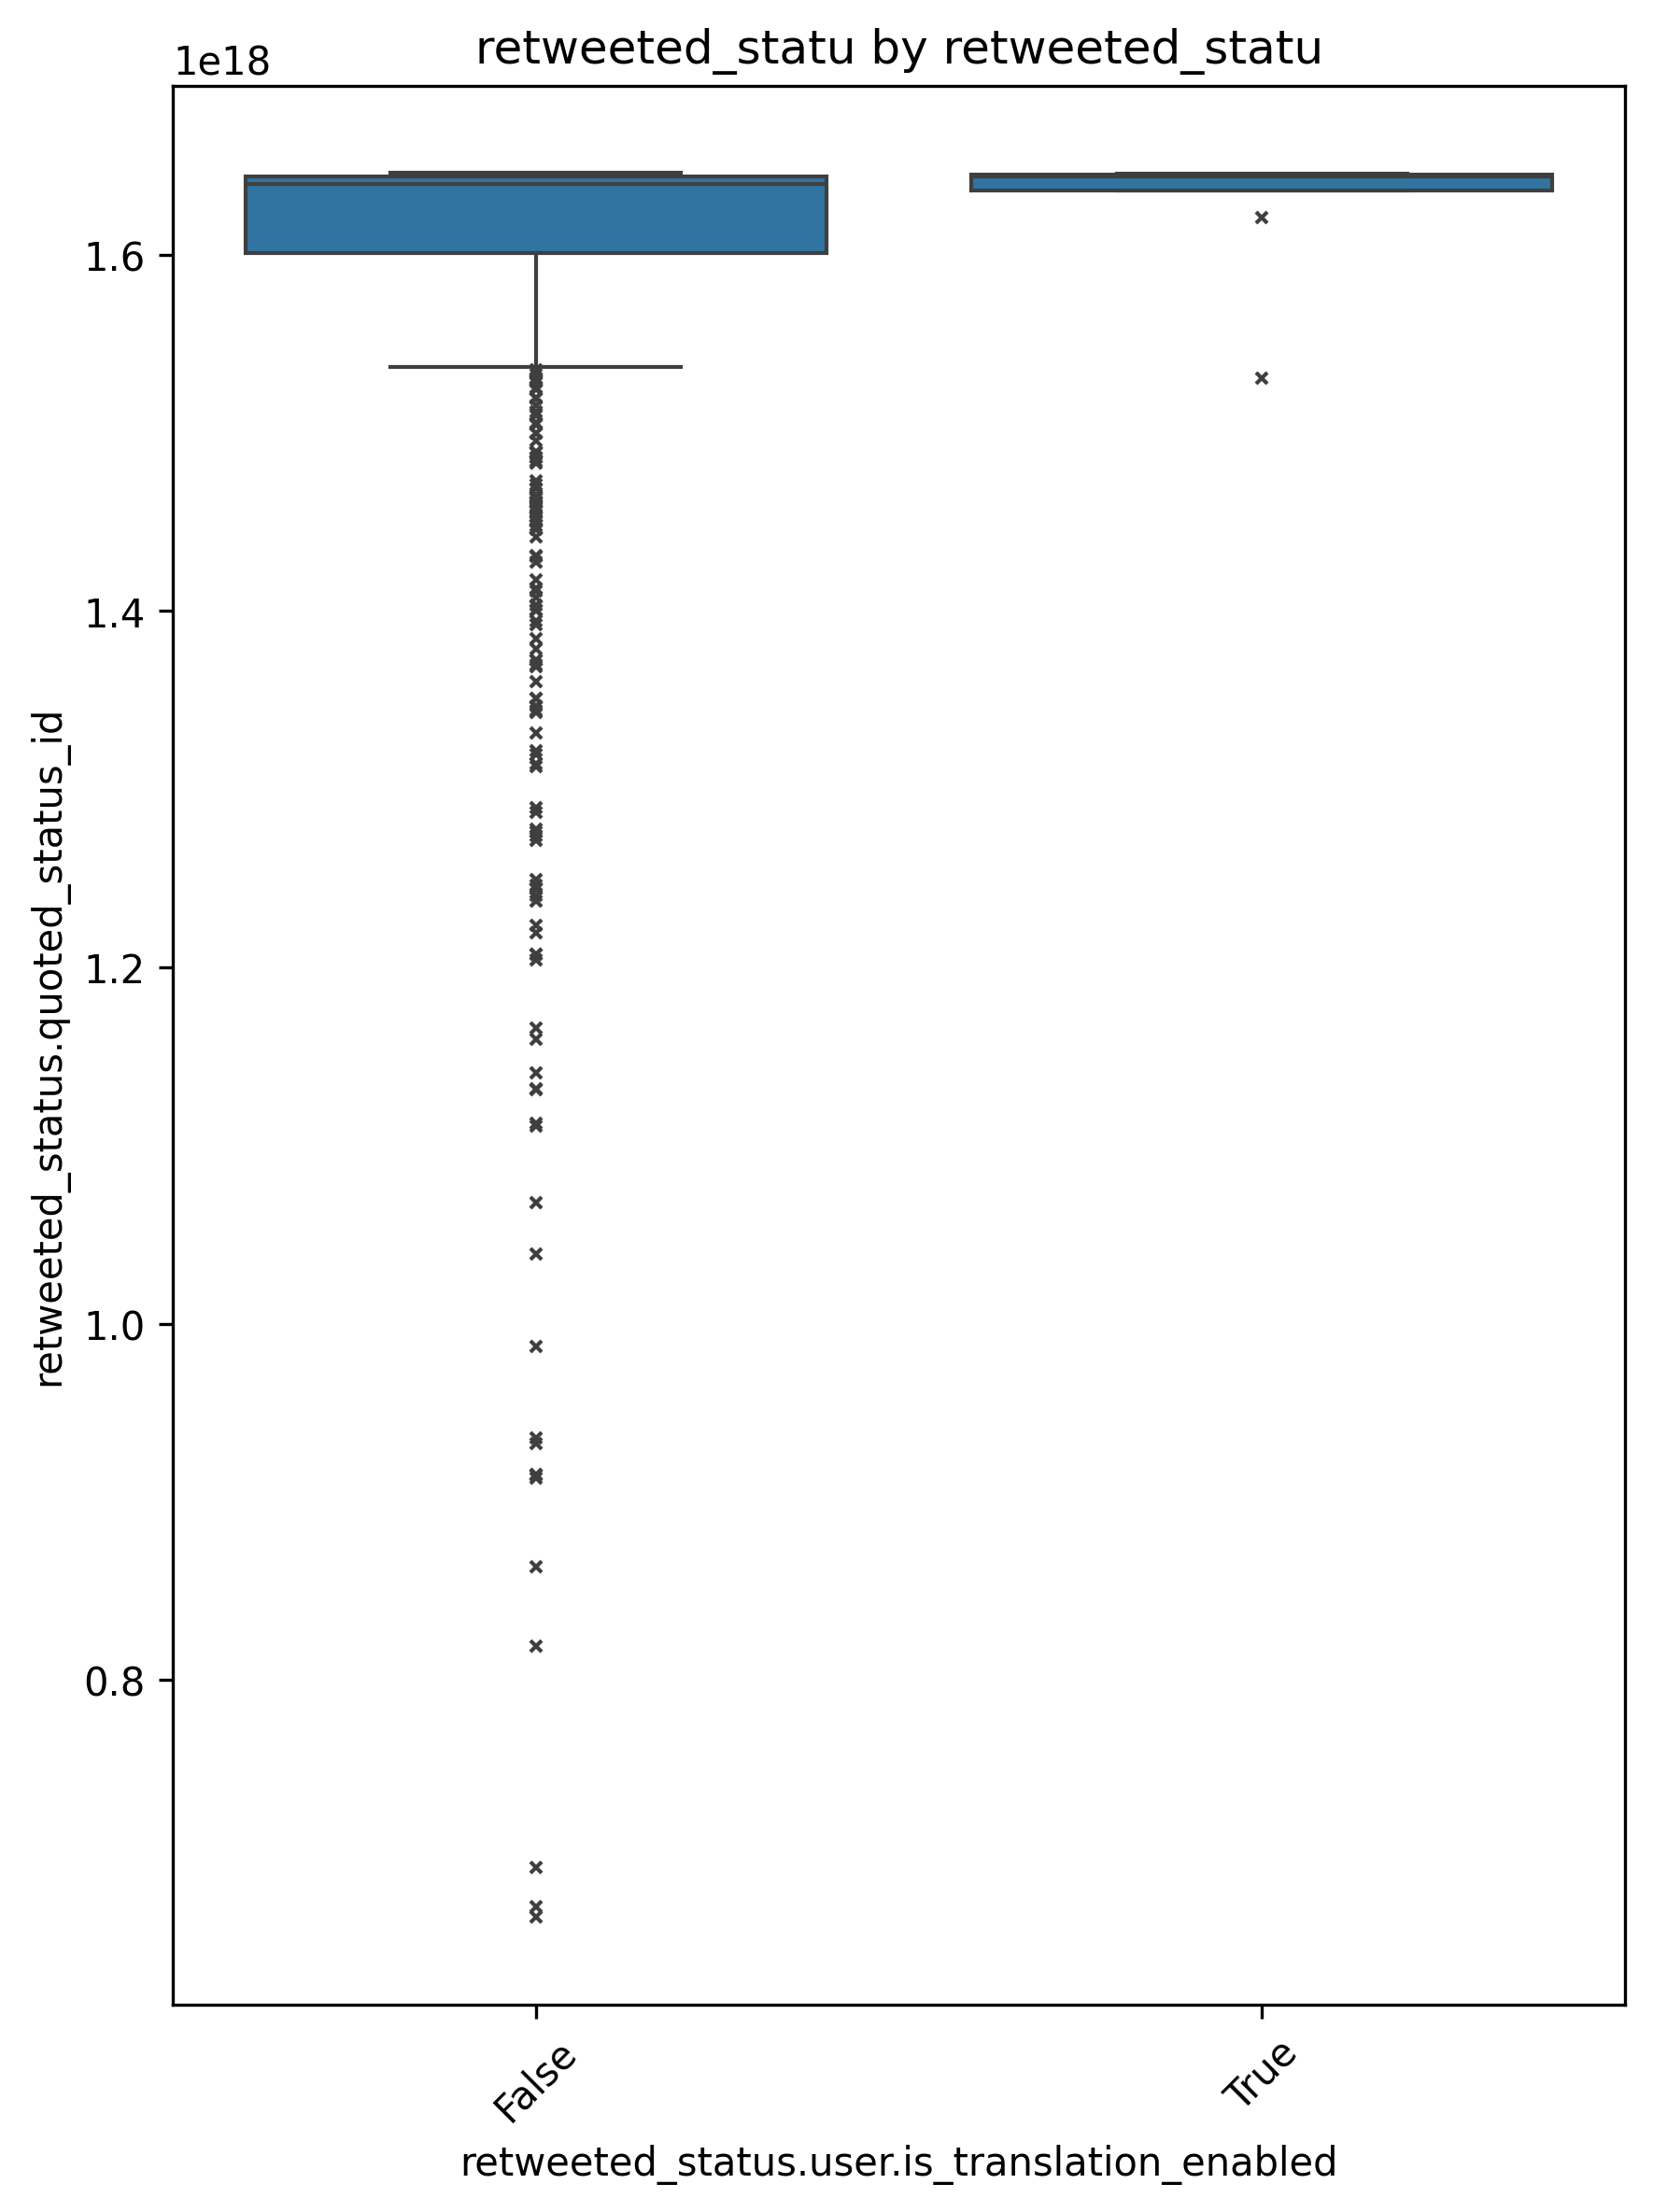 retweeted_statu by retweeted_statu
1e18
1.6
1.4
1.2
1.0
0.8
retweeted_status.quoted_status_id
False
True
retweeted_status.user.is_translation_enabled